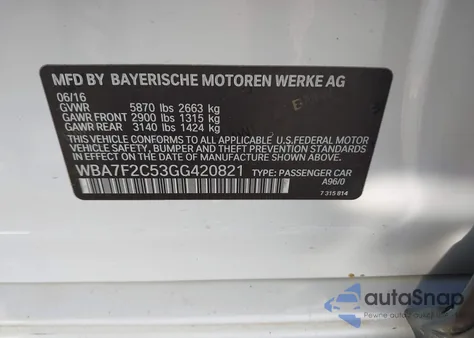 MFD BY BAYERISCHE MOTOREN WERKE AG
06/16
GVWR 5870 lbs 2663 kg
GAWR FRONT 2900 lbs 1315 kg
GAWR REAR 3140 lbs 1424 kg
THIS VEHICLE CONFORMS TO ALL APPLICABLE U.S.FEDERAL MOTOR
VEHICLE SAFETY, BUMPER AND THEFT PREVENTION STANDARDS
IN EFFECT ON THE DATE OF MANUFACTURE SHOWN ABOVE.
WBA7F2C53GG420821 TYPE: PASSENGER CAR
A96/0
7 315 814
autoSnap
Pewne auta z USA